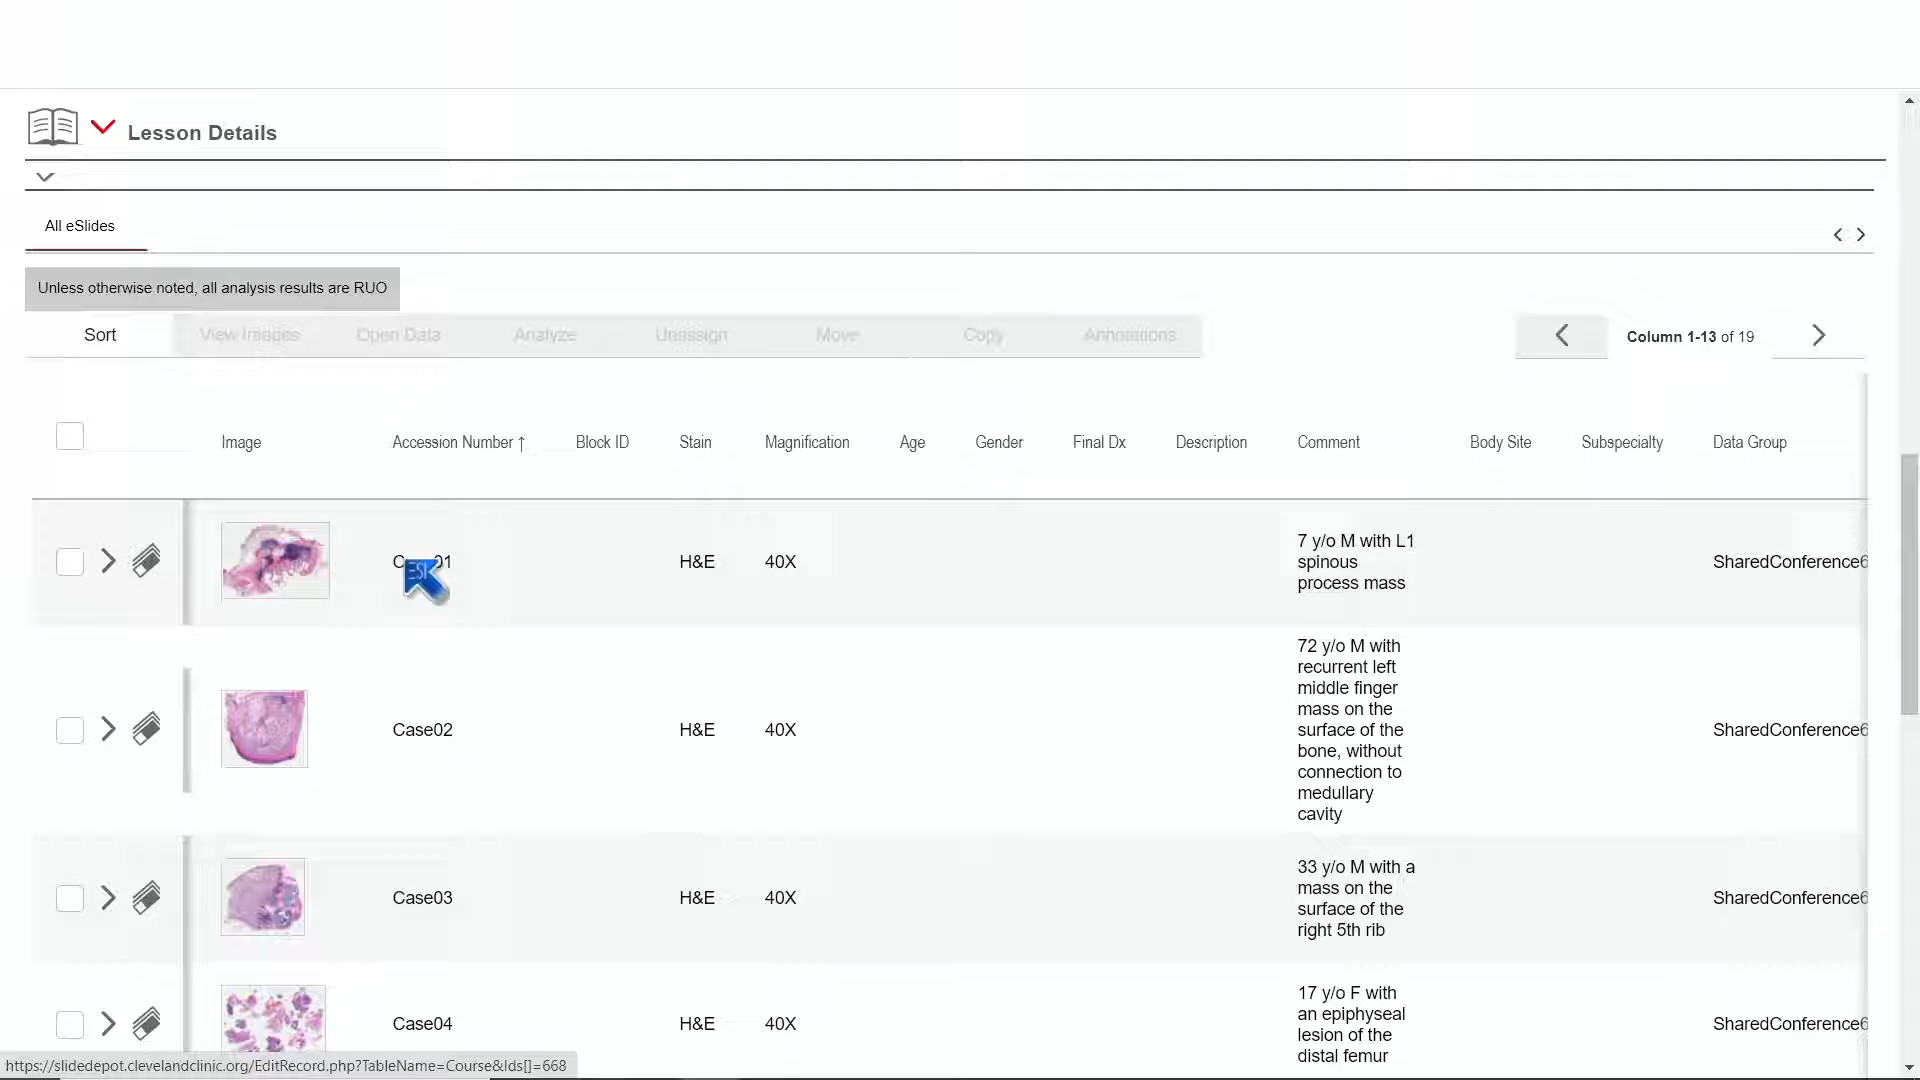 Lesson Details
All eSlides
Unless otherwise noted, all analysis results are RUO
Sort View Images Open Data Analyze Unassign Move Copy Annotations Column 1-13 of 19
Image Accession Number ↑ Block ID Stain Magnification Age Gender Final Dx Description Comment Body Site Subspecialty Data Group
7 y/o M with L1
H&E 40X spinous SharedConference6
process mass
72 y/o M with
recurrent left
middle finger
mass on the
Case02 H&E 40X surface of the SharedConference6
bone, without
connection to
medullary
cavity
33 y/o M with a
mass on the
Case03 H&E 40X surface of the SharedConference6
right 5th rib
17 y/o F with
an epiphyseal
Case04 H&E 40X lesion of the SharedConference6
distal femur
https://slidedepot.clevelandclinic.org/EditRecord.php?TableName=Course&Ids[]=668